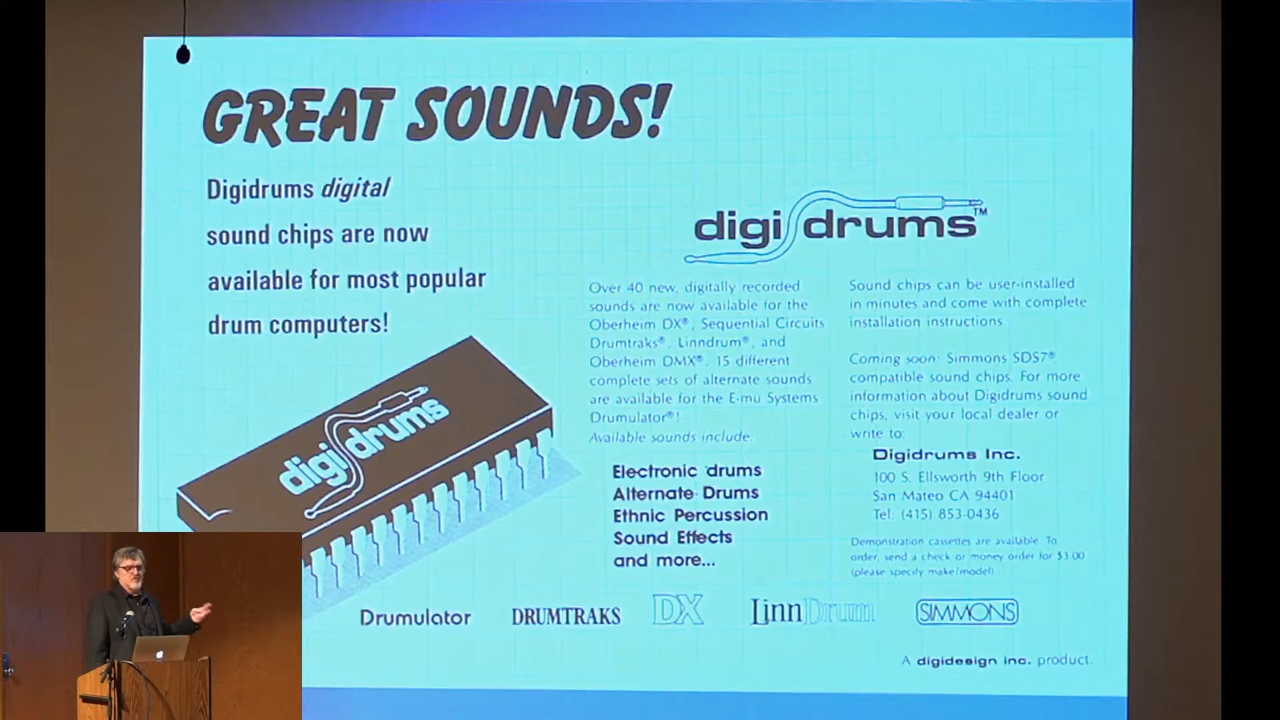 GREAT SOUNDS!
Digidrums digital
sound chips are now
available for most popular
drum computers!
digidrums™
digidrums
Over 40 new, digitally recorded
sounds are now available for the
Oberheim DX®, Sequential Circuits
Drumtraks®, Linndrum®, and
Oberheim DMX®. 15 different
complete sets of alternate sounds
are available for the E-mu Systems
Drumulator®!
Available sounds include:
Electronic drums
Alternate Drums
Ethnic Percussion
Sound Effects
and more...
Sound chips can be user-installed
in minutes and come with complete
installation instructions.
Coming soon: Simmons SDS7®
compatible sound chips. For more
information about Digidrums sound
chips, visit your local dealer or
write to:
Digidrums Inc.
100 S. Ellsworth 9th Floor
San Mateo CA 94401
Tel: (415) 853-0436
Demonstration cassettes are available. To
order, send a check or money order for $3.00
(please specify make/model).
Drumulator
DRUMTRAKS
DX
LinnDrum
SIMMONS
A digidesign inc. product.